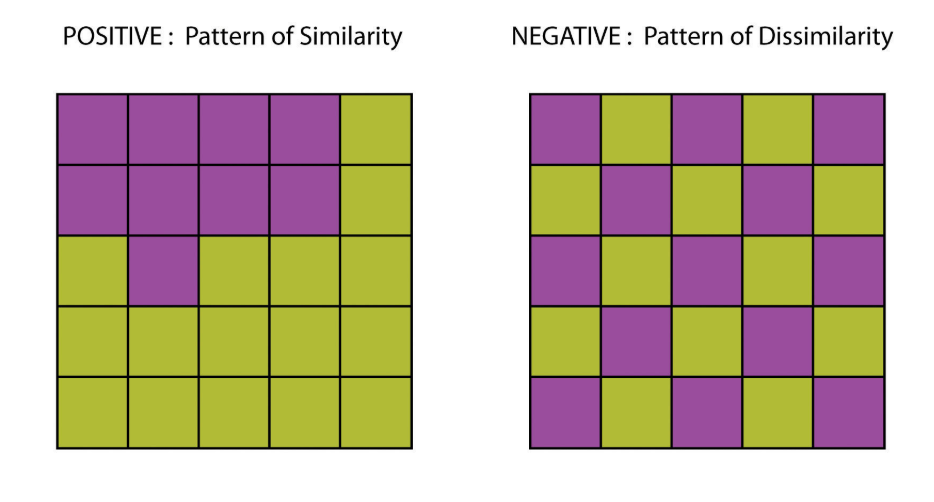 POSITIVE : Pattern of Similarity
NEGATIVE : Pattern of Dissimilarity